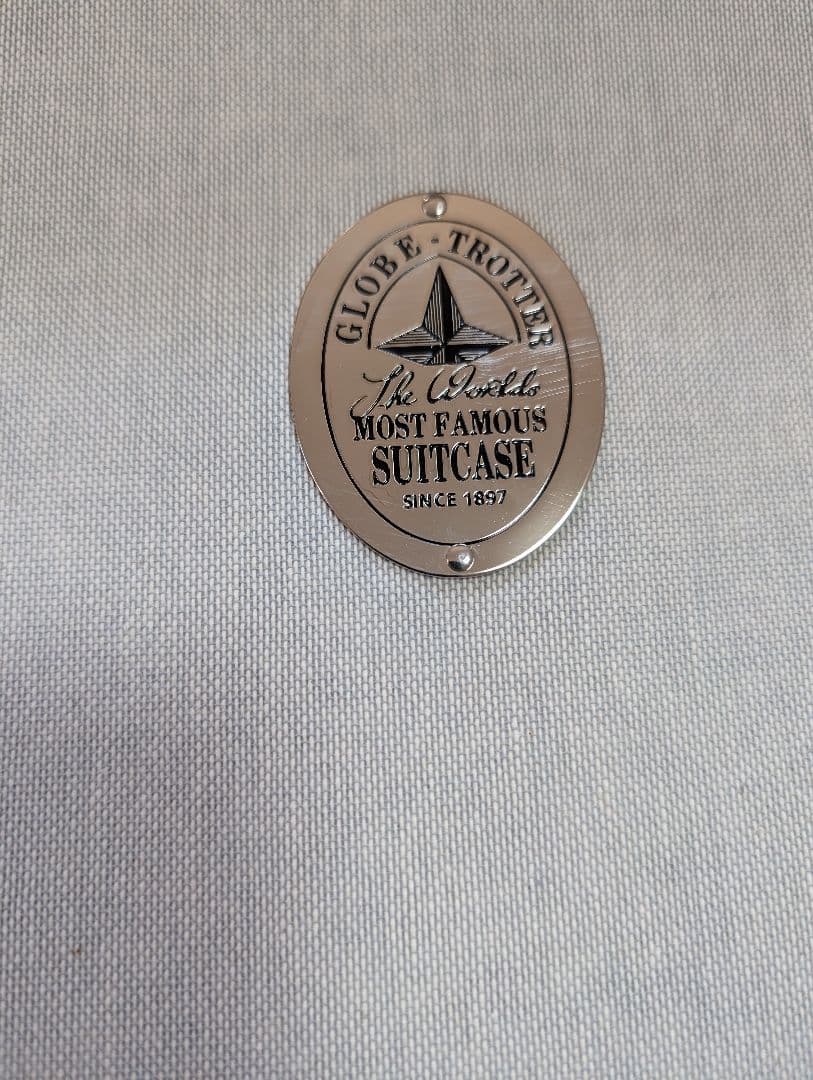 GLOBE - TROTTER
The Worlds
MOST FAMOUS
SUITCASE
SINCE 1897